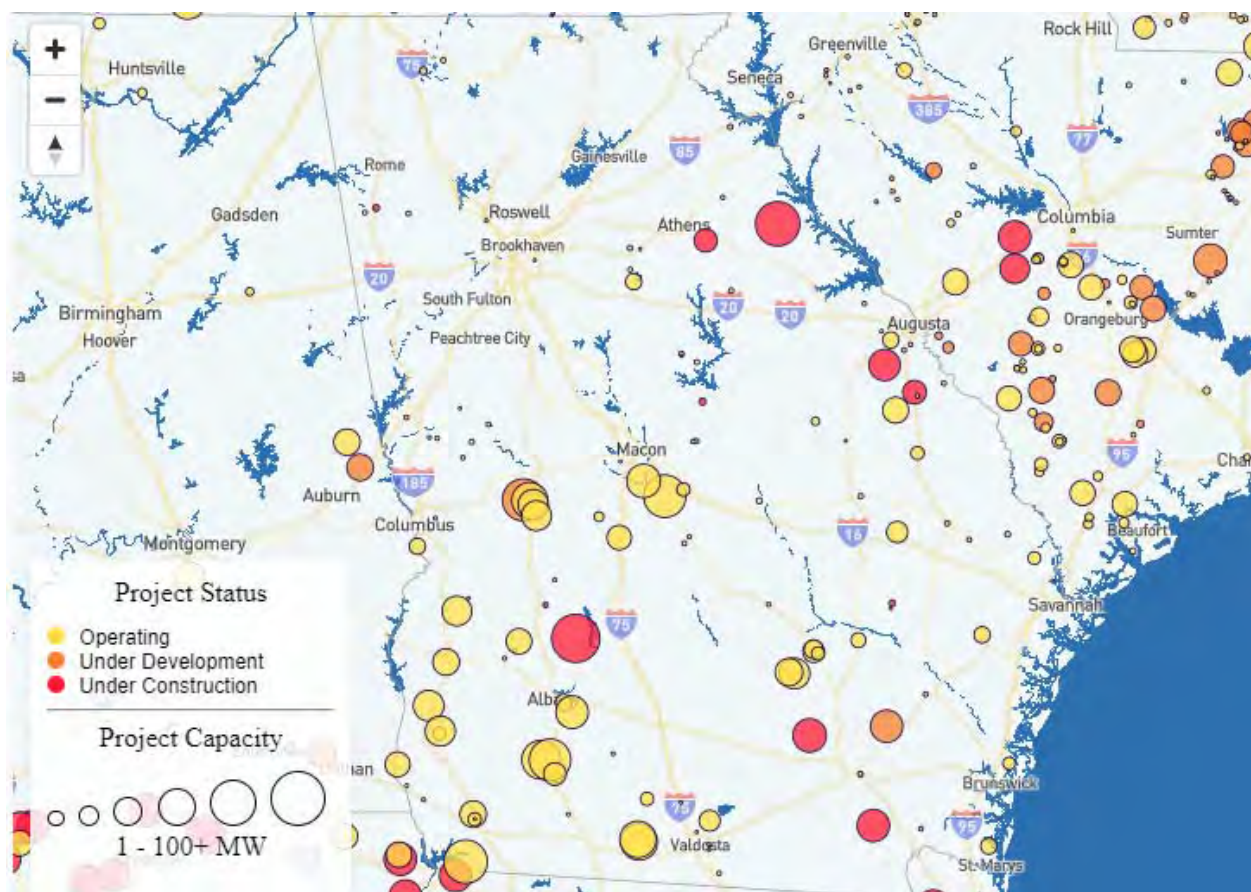 Rock Hill
Greenville
75
Huntsville
Seneca
385
77
85
Gainesville
Rome
Gadsden
Roswell
Athens
Columbia
Sumter
Brookhaven
20
South Fulton
20
20
Birmingham
Augusta
Orangeburg
Hoover
Peachtree City
Macon
95
185
Auburn
Columbus
16
Beaufort
Montgomery
Savannah
75
Brunswick
75
95
Valdosta
St. Marys
+
−
Project Status
Operating
Under Development
Under Construction
Project Capacity
1 - 100+ MW